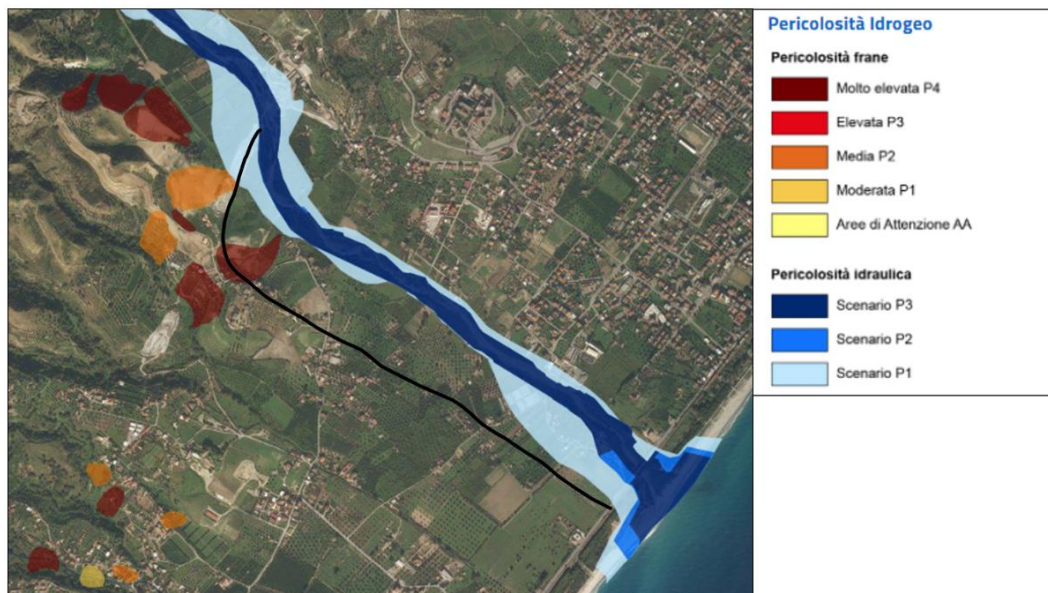 Pericolosità Idrogeo
Pericolosità frane
Molto elevata P4
Elevata P3
Media P2
Moderata P1
Aree di Attenzione AA
Pericolosità idraulica
Scenario P3
Scenario P2
Scenario P1